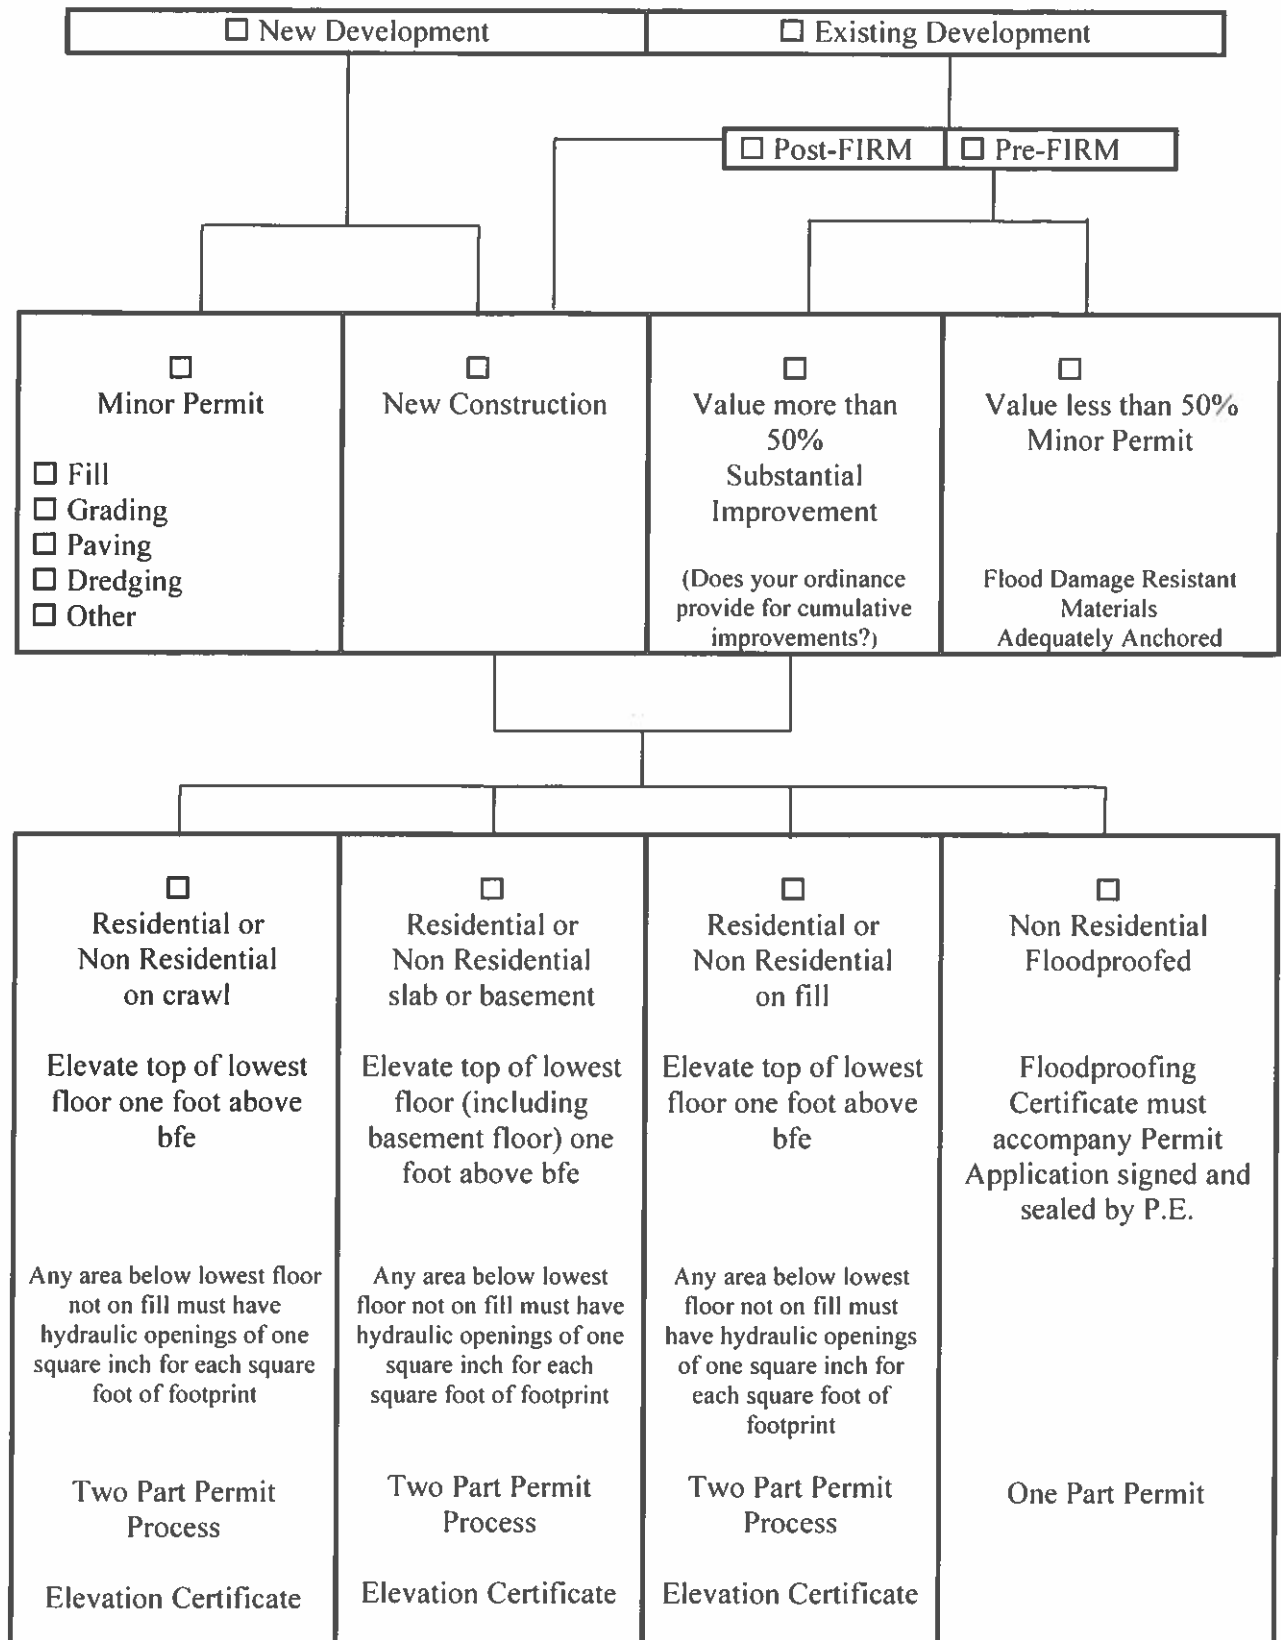 ☐ New Development
☐ Existing Development
☐ Post-FIRM
☐ Pre-FIRM
☐
Minor Permit
☐ Fill
☐ Grading
☐ Paving
☐ Dredging
☐ Other
☐
New Construction
☐
Value more than
50%
Substantial
Improvement
(Does your ordinance
provide for cumulative
improvements?)
☐
Value less than 50%
Minor Permit
Flood Damage Resistant
Materials
Adequately Anchored
☐
Residential or
Non Residential
on crawl
Elevate top of lowest
floor one foot above
bfe
Any area below lowest floor
not on fill must have
hydraulic openings of one
square inch for each square
foot of footprint
Two Part Permit
Process
Elevation Certificate
☐
Residential or
Non Residential
slab or basement
Elevate top of lowest
floor (including
basement floor) one
foot above bfe
Any area below lowest
floor not on fill must have
hydraulic openings of one
square inch for each
square foot of footprint
Two Part Permit
Process
Elevation Certificate
☐
Residential or
Non Residential
on fill
Elevate top of lowest
floor one foot above
bfe
Any area below lowest
floor not on fill must
have hydraulic openings
of one square inch for
each square foot of
footprint
Two Part Permit
Process
Elevation Certificate
☐
Non Residential
Floodproofed
Floodproofing
Certificate must
accompany Permit
Application signed and
sealed by P.E.
One Part Permit